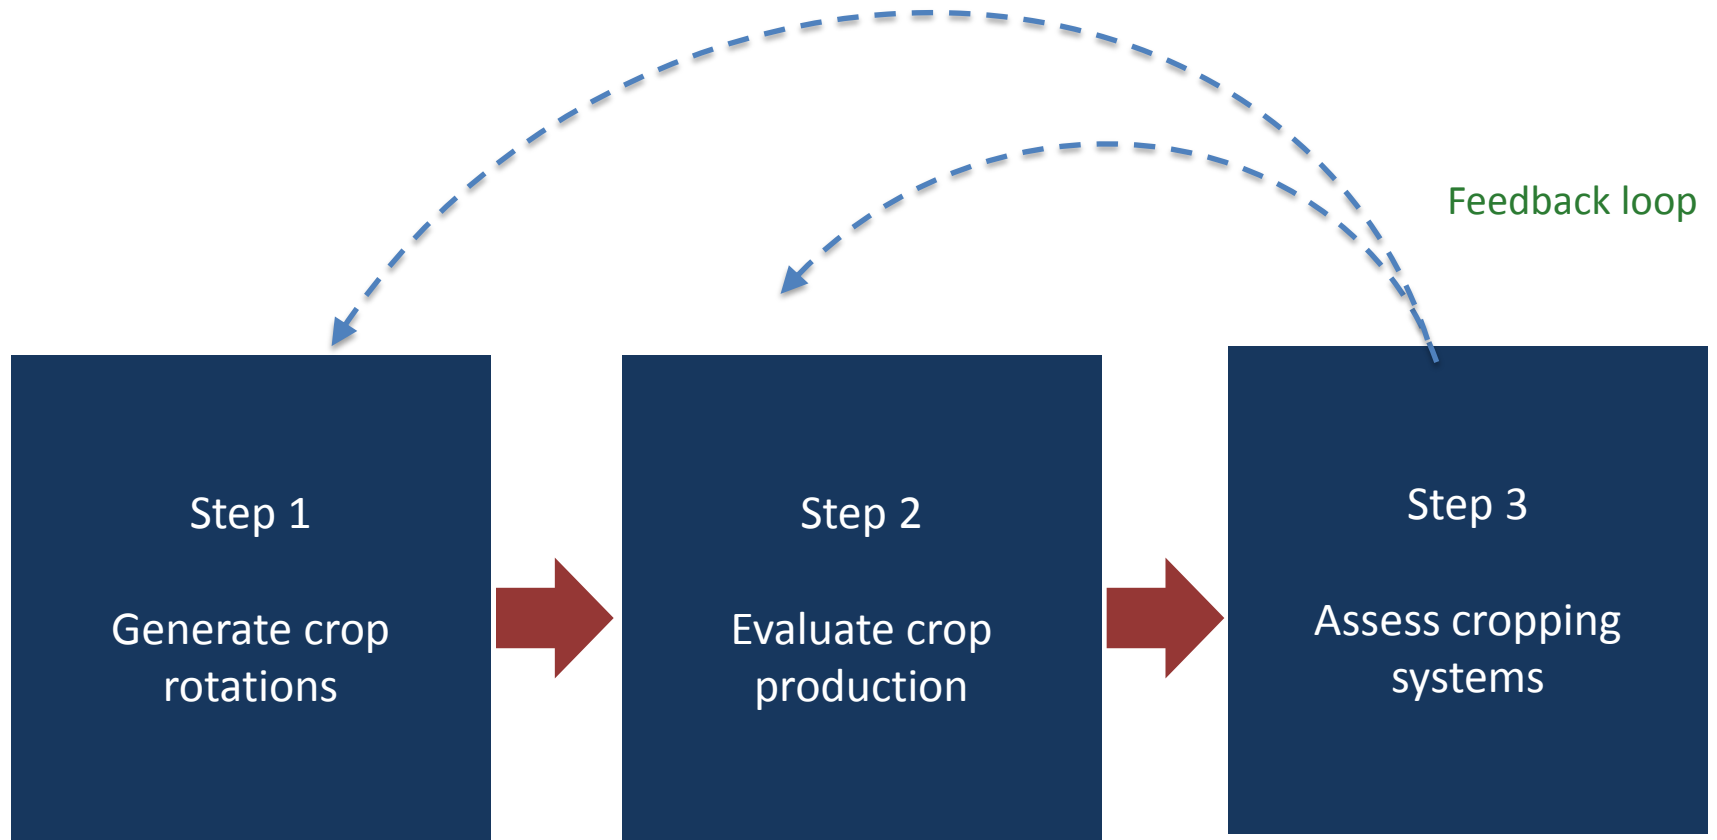 Feedback loop
Step 1
Generate crop
rotations
Step 2
Evaluate crop
production
Step 3
Assess cropping
systems